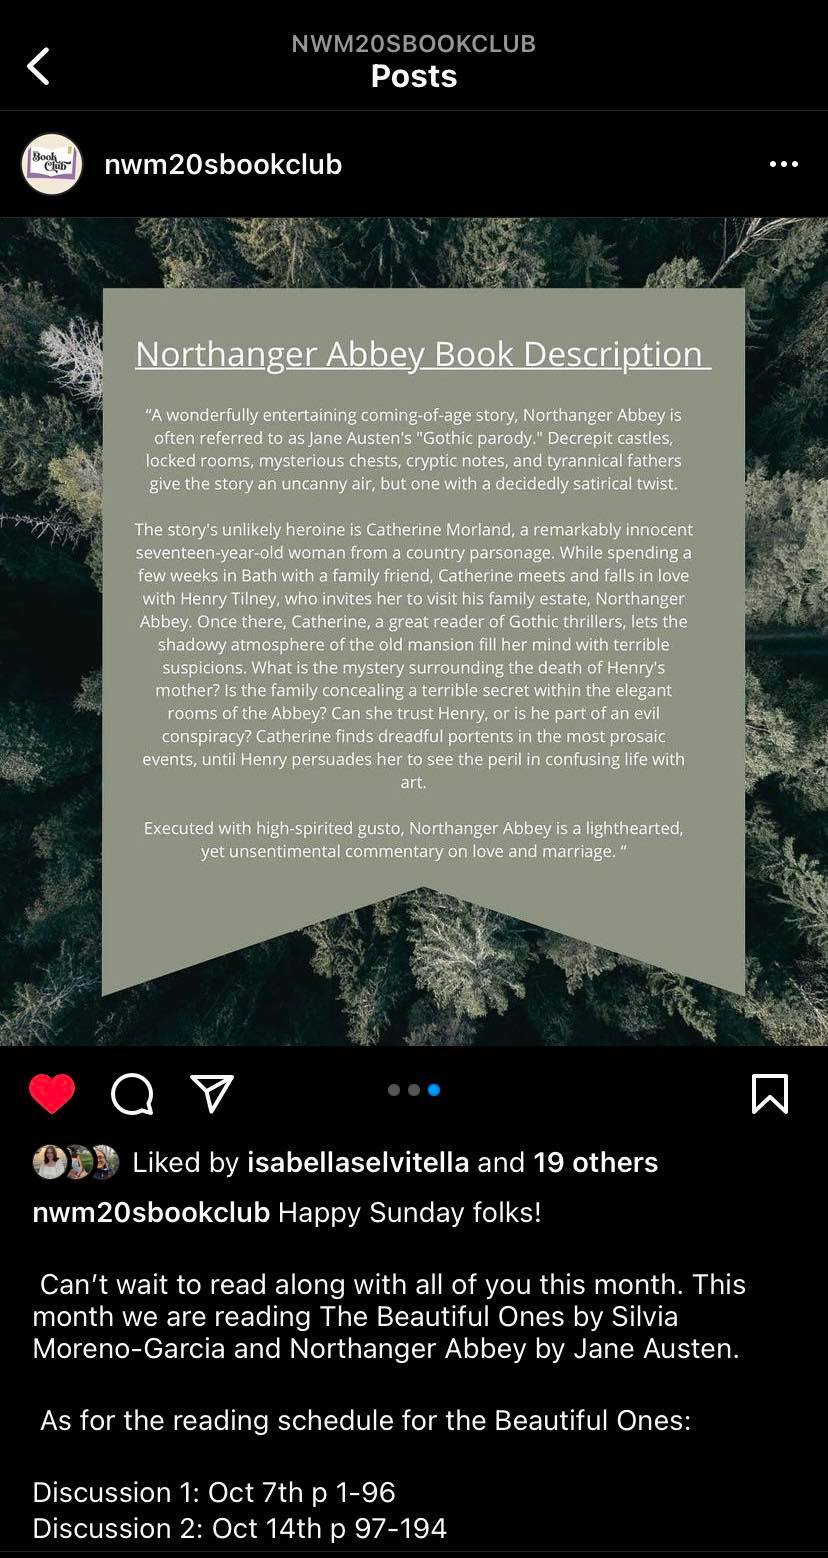 NWM20SBOOKCLUB
Posts
Book
Club
nwm20sbookclub
Northanger Abbey Book Description
“A wonderfully entertaining coming-of-age story, Northanger Abbey is
often referred to as Jane Austen's "Gothic parody." Decrepit castles,
locked rooms, mysterious chests, cryptic notes, and tyrannical fathers
give the story an uncanny air, but one with a decidedly satirical twist.
The story's unlikely heroine is Catherine Morland, a remarkably innocent
seventeen-year-old woman from a country parsonage. While spending a
few weeks in Bath with a family friend, Catherine meets and falls in love
with Henry Tilney, who invites her to visit his family estate, Northanger
Abbey. Once there, Catherine, a great reader of Gothic thrillers, lets the
shadowy atmosphere of the old mansion fill her mind with terrible
suspicions. What is the mystery surrounding the death of Henry's
mother? Is the family concealing a terrible secret within the elegant
rooms of the Abbey? Can she trust Henry, or is he part of an evil
conspiracy? Catherine finds dreadful portents in the most prosaic
events, until Henry persuades her to see the peril in confusing life with
art.
Executed with high-spirited gusto, Northanger Abbey is a lighthearted,
yet unsentimental commentary on love and marriage. “
Liked by isabellaselvitella and 19 others
nwm20sbookclub Happy Sunday folks!
Can’t wait to read along with all of you this month. This
month we are reading The Beautiful Ones by Silvia
Moreno-Garcia and Northanger Abbey by Jane Austen.
As for the reading schedule for the Beautiful Ones:
Discussion 1: Oct 7th p 1-96
Discussion 2: Oct 14th p 97-194